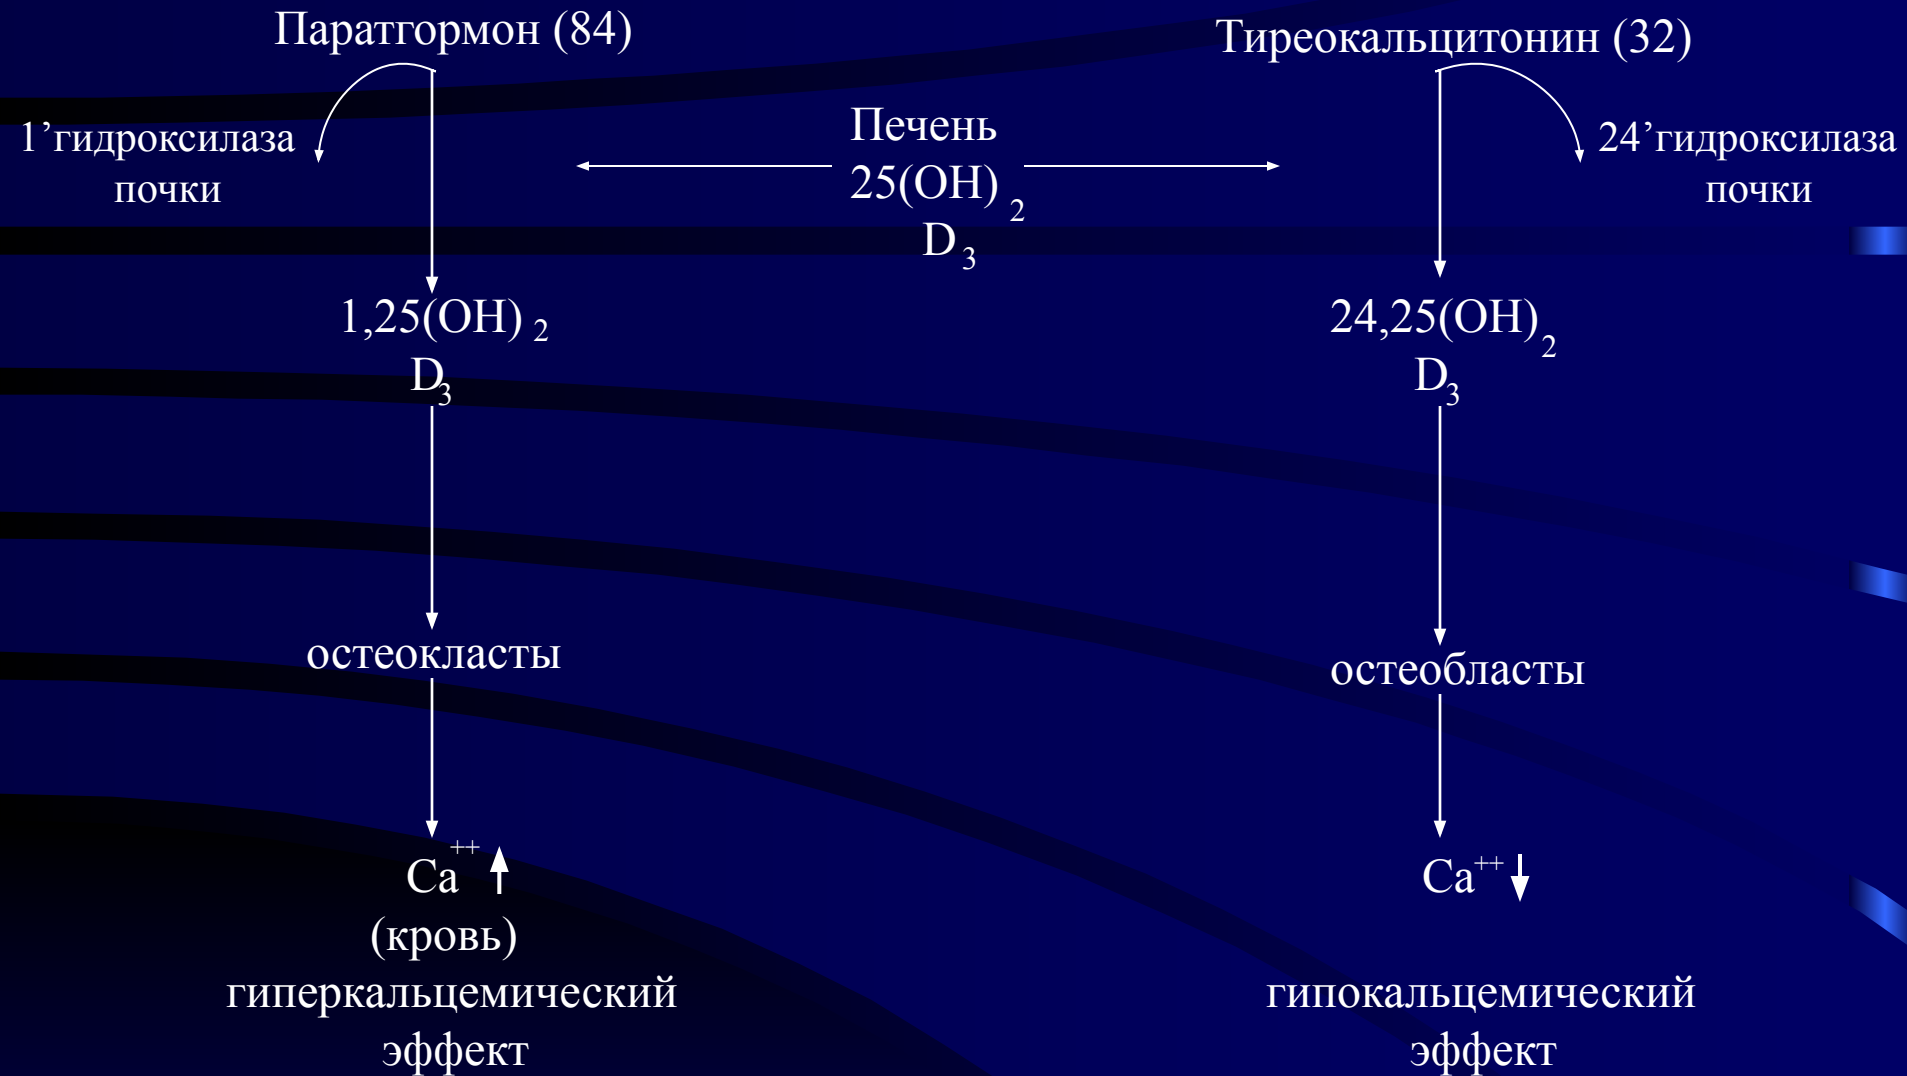 Паратгормон (84)
Тиреокальцитонин (32)
1’гидроксилаза
почки
Печень
25(OH) 2
D 3
24’гидроксилаза
почки
1,25(OH) 2
D3
24,25(OH)2
D3
остеокласты
остеобласты
Ca++
(кровь)
гиперкальцемический
эффект
Ca++
гипокальцемический
эффект